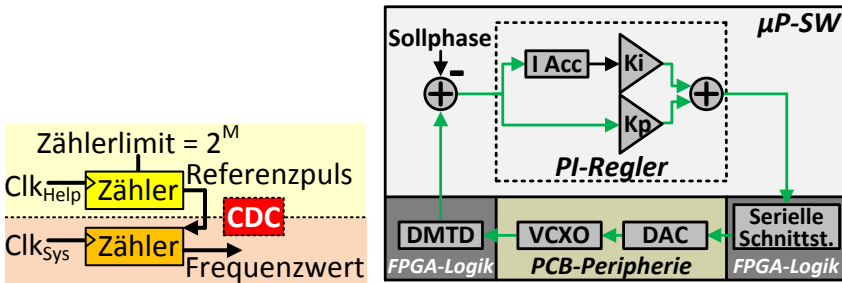 Zählerlimit = 2^M
Clk_Help
Zähler
Referenzpuls
CDC
Clk_Sys
Zähler
Frequenzwert
µP-SW
Sollphase
-
+
I Acc
Ki
Kp
+
PI-Regler
DMTD
VCXO
DAC
Serielle
Schnittst.
FPGA-Logik
PCB-Peripherie
FPGA-Logik